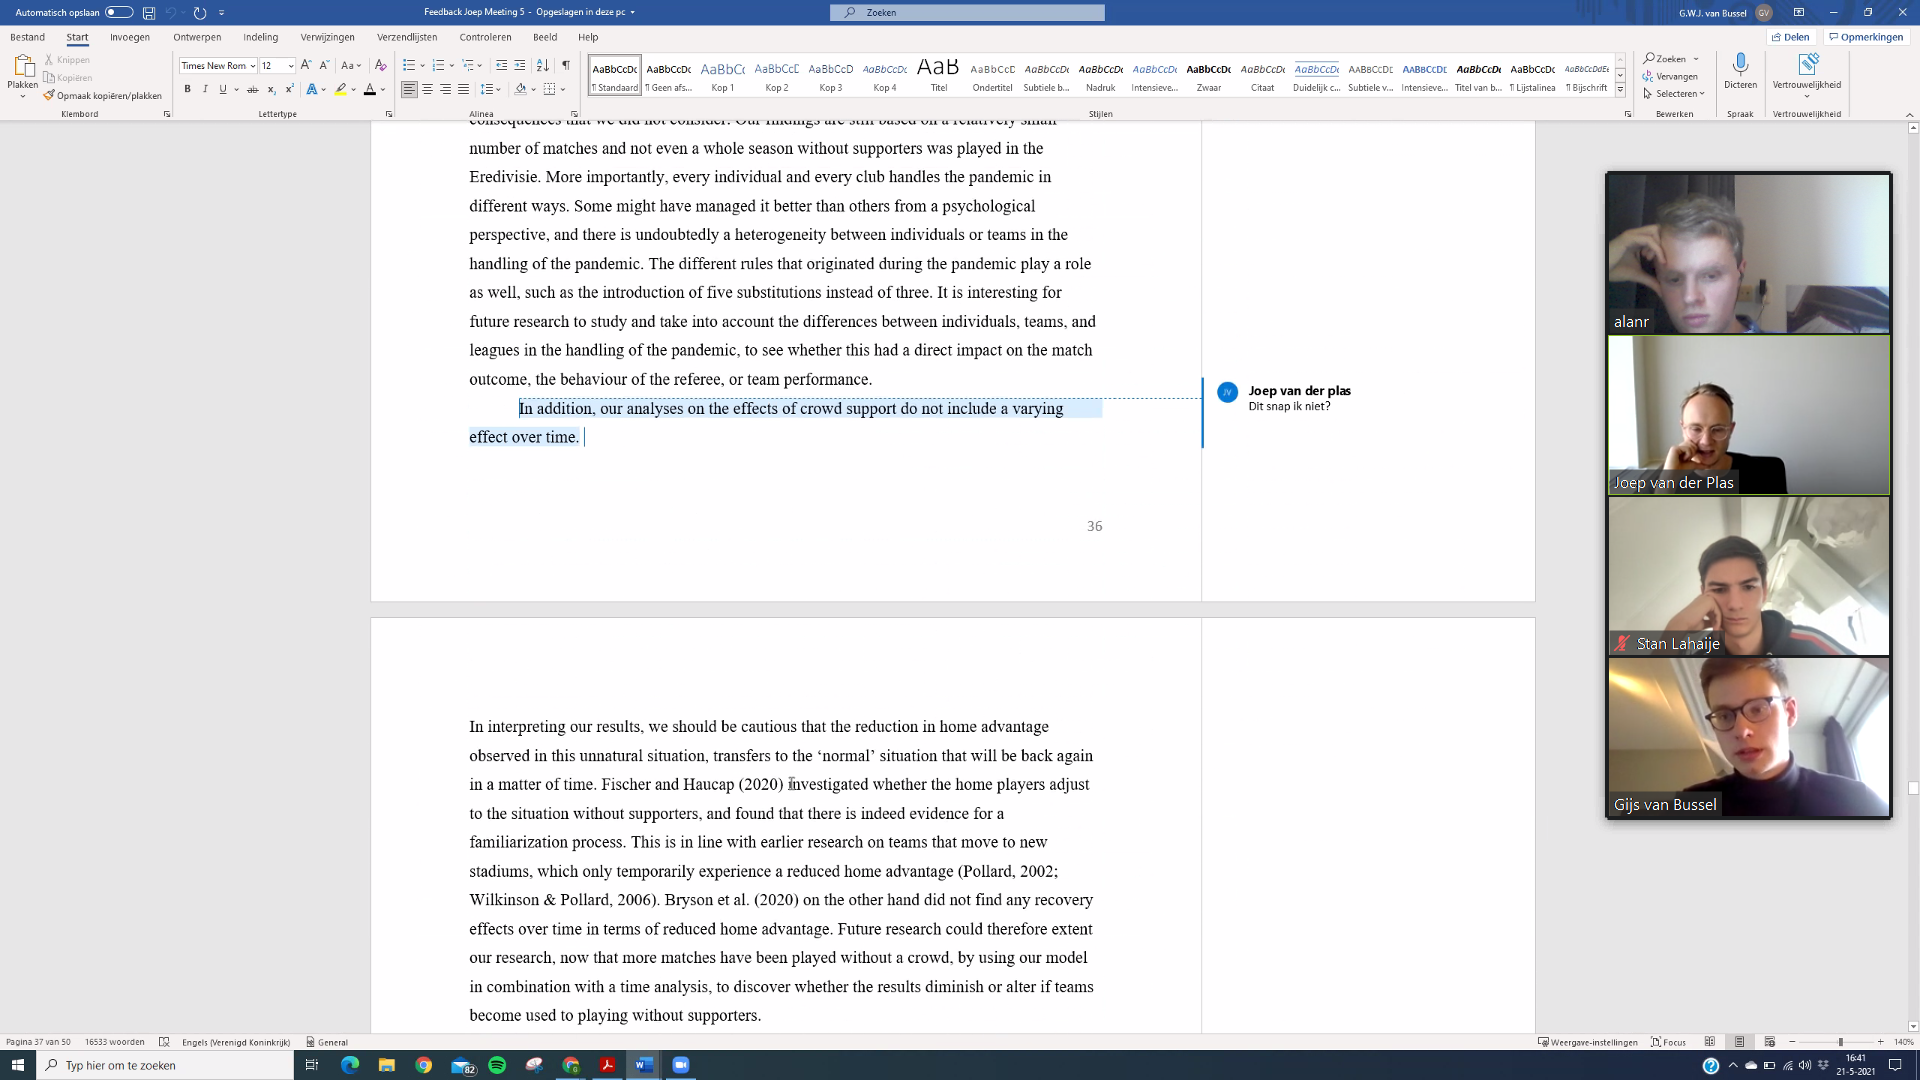 Automatisch opslaan
Feedback Joep Meeting 5 - Opgeslagen in deze pc
Zoeken
G.W.J. van Bussel GV
Bestand Start Invoegen Ontwerpen Indeling Verwijzingen Verzendlijsten Controleren Beeld Help
Delen Opmerkingen
Plakken
Knippen
Kopiëren
Opmaak kopiëren/plakken
Klembord
Times New Rom 12
Lettertype
Alinea
AaBbCcDc AaBbCcDc AaBbCc AaBbCcD AaBbCcD AaBbCcDc AaB AaBbCcD AaBbCcDc AaBbCcDc AaBbCcDc AaBbCcDc AaBbCcDc AaBbCcDc AaBbCcDc AaBbCcDc AaBbCcDc AaBbCcDc AaBbCcDdEe
Standaard Geen afs... Kop 1 Kop 2 Kop 3 Kop 4 Titel Ondertitel Subtiele b... Nadruk Intensieve... Zwaar Citaat Duidelijk c... Subtiele v... Intensieve... Titel van b... Lijstalinea Bijschrift
Stijlen
Zoeken
Vervangen
Selecteren
Bewerken
Dicteren
Spraak
Vertrouwelijkheid
Vertrouwelijkheid
consequences that we did not consider. Our findings are still based on a relatively small
number of matches and not even a whole season without supporters was played in the
Eredivisie. More importantly, every individual and every club handles the pandemic in
different ways. Some might have managed it better than others from a psychological
perspective, and there is undoubtedly a heterogeneity between individuals or teams in the
handling of the pandemic. The different rules that originated during the pandemic play a role
as well, such as the introduction of five substitutions instead of three. It is interesting for
future research to study and take into account the differences between individuals, teams, and
leagues in the handling of the pandemic, to see whether this had a direct impact on the match
outcome, the behaviour of the referee, or team performance.
In addition, our analyses on the effects of crowd support do not include a varying
effect over time.
JV Joep van der plas
Dit snap ik niet?
36
In interpreting our results, we should be cautious that the reduction in home advantage
observed in this unnatural situation, transfers to the ‘normal’ situation that will be back again
in a matter of time. Fischer and Haucap (2020) investigated whether the home players adjust
to the situation without supporters, and found that there is indeed evidence for a
familiarization process. This is in line with earlier research on teams that move to new
stadiums, which only temporarily experience a reduced home advantage (Pollard, 2002;
Wilkinson & Pollard, 2006). Bryson et al. (2020) on the other hand did not find any recovery
effects over time in terms of reduced home advantage. Future research could therefore extent
our research, now that more matches have been played without a crowd, by using our model
in combination with a time analysis, to discover whether the results diminish or alter if teams
become used to playing without supporters.
alanr
Joep van der Plas
Stan Lahaije
Gijs van Bussel
Pagina 37 van 50 16533 woorden Engels (Verenigd Koninkrijk) General
Weergave-instellingen Focus 140%
Typ hier om te zoeken
82
16:41
21-5-2021